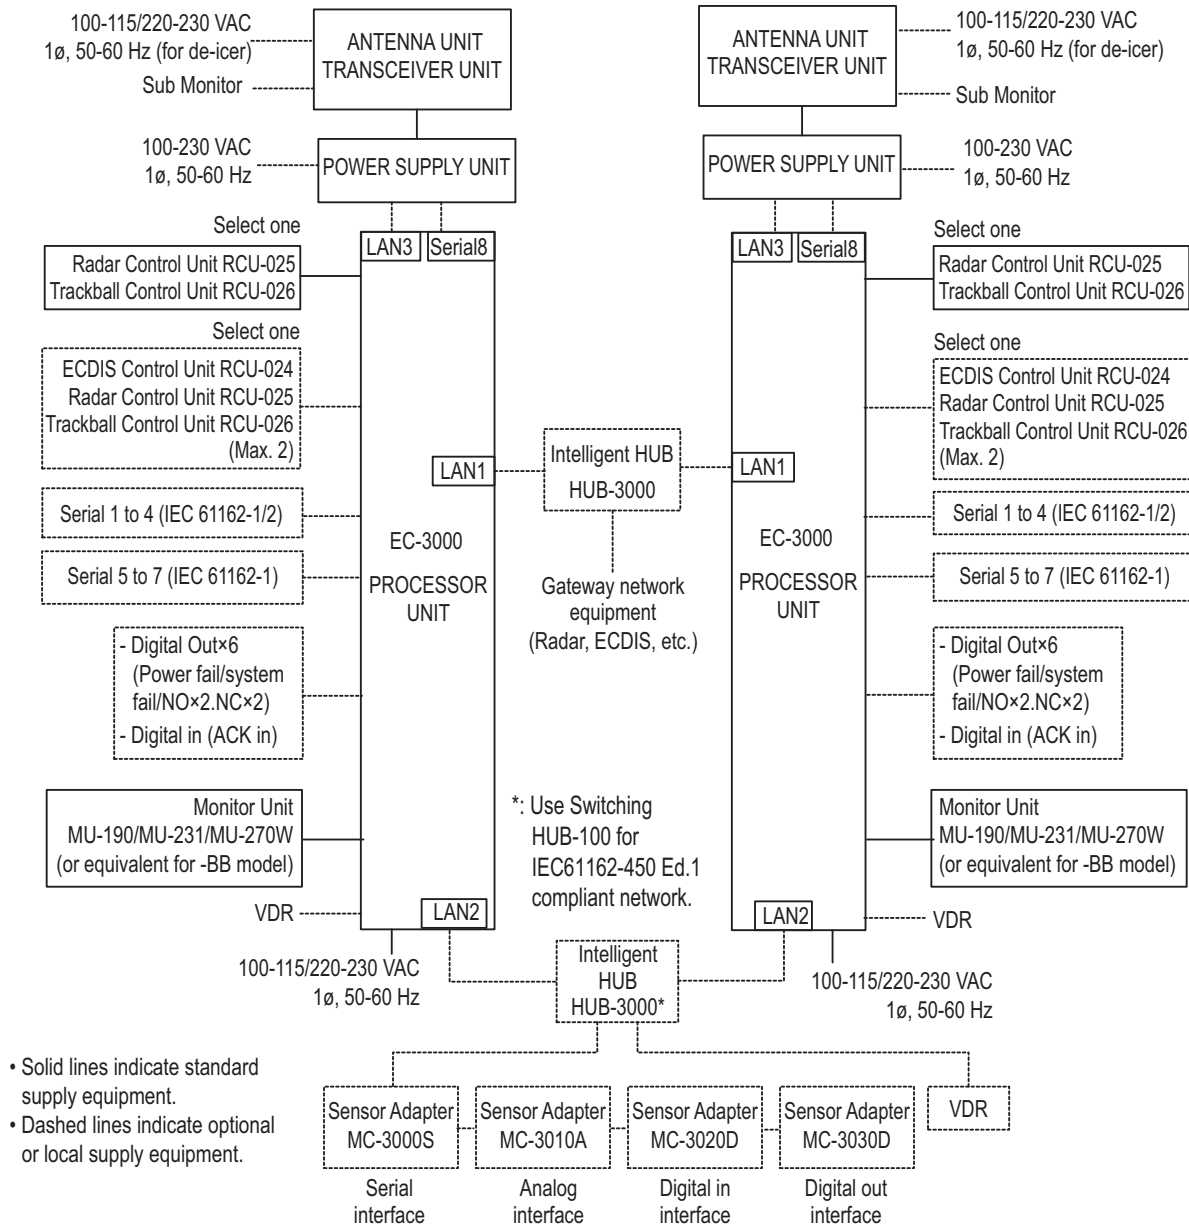 100-115/220-230 VAC
1ø, 50-60 Hz (for de-icer)
Sub Monitor
ANTENNA UNIT
TRANSCEIVER UNIT
100-230 VAC
1ø, 50-60 Hz
POWER SUPPLY UNIT
LAN3
Serial8
Select one
Radar Control Unit RCU-025
Trackball Control Unit RCU-026
Select one
ECDIS Control Unit RCU-024
Radar Control Unit RCU-025
Trackball Control Unit RCU-026
(Max. 2)
LAN1
Serial 1 to 4 (IEC 61162-1/2)
Serial 5 to 7 (IEC 61162-1)
EC-3000
PROCESSOR
UNIT
- Digital Out×6
(Power fail/system
fail/NO×2.NC×2)
- Digital in (ACK in)
Monitor Unit
MU-190/MU-231/MU-270W
(or equivalent for -BB model)
VDR
LAN2
100-115/220-230 VAC
1ø, 50-60 Hz
Intelligent HUB
HUB-3000
Gateway network
equipment
(Radar, ECDIS, etc.)
*: Use Switching
HUB-100 for
IEC61162-450 Ed.1
compliant network.
ANTENNA UNIT
TRANSCEIVER UNIT
100-115/220-230 VAC
1ø, 50-60 Hz (for de-icer)
Sub Monitor
POWER SUPPLY UNIT
100-230 VAC
1ø, 50-60 Hz
LAN3
Serial8
Select one
Radar Control Unit RCU-025
Trackball Control Unit RCU-026
Select one
ECDIS Control Unit RCU-024
Radar Control Unit RCU-025
Trackball Control Unit RCU-026
(Max. 2)
LAN1
Serial 1 to 4 (IEC 61162-1/2)
Serial 5 to 7 (IEC 61162-1)
EC-3000
PROCESSOR
UNIT
- Digital Out×6
(Power fail/system
fail/NO×2.NC×2)
- Digital in (ACK in)
Monitor Unit
MU-190/MU-231/MU-270W
(or equivalent for -BB model)
LAN2
VDR
100-115/220-230 VAC
1ø, 50-60 Hz
Intelligent
HUB
HUB-3000*
• Solid lines indicate standard
supply equipment.
• Dashed lines indicate optional
or local supply equipment.
Sensor Adapter
MC-3000S
Serial
interface
Sensor Adapter
MC-3010A
Analog
interface
Sensor Adapter
MC-3020D
Digital in
interface
Sensor Adapter
MC-3030D
Digital out
interface
VDR